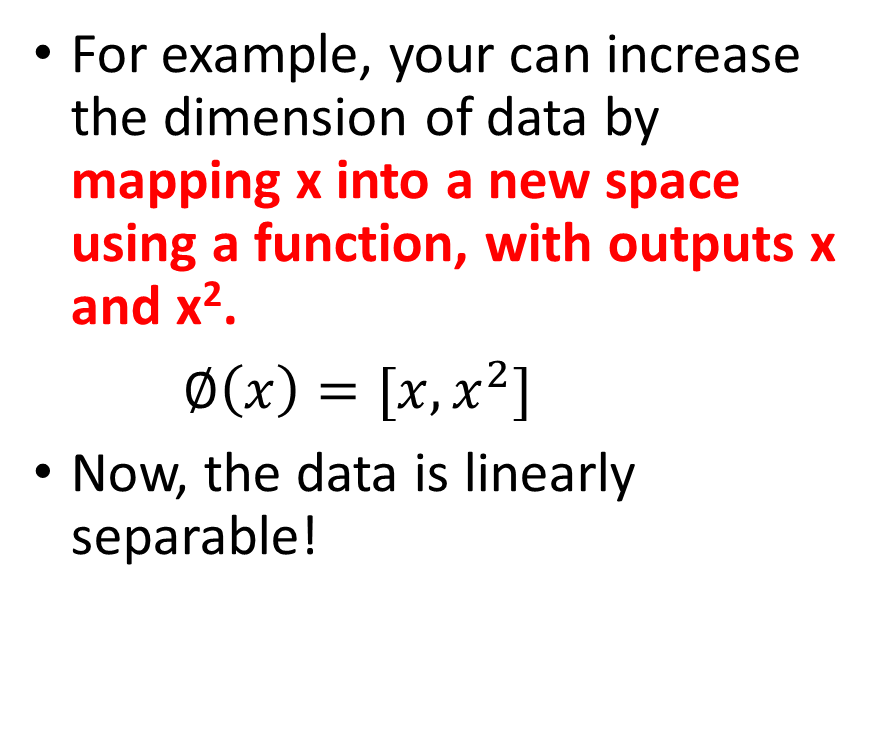 • For example, your can increase
the dimension of data by
mapping x into a new space
using a function, with outputs x
and x².
∅(x) = [x, x²]
• Now, the data is linearly
separable!